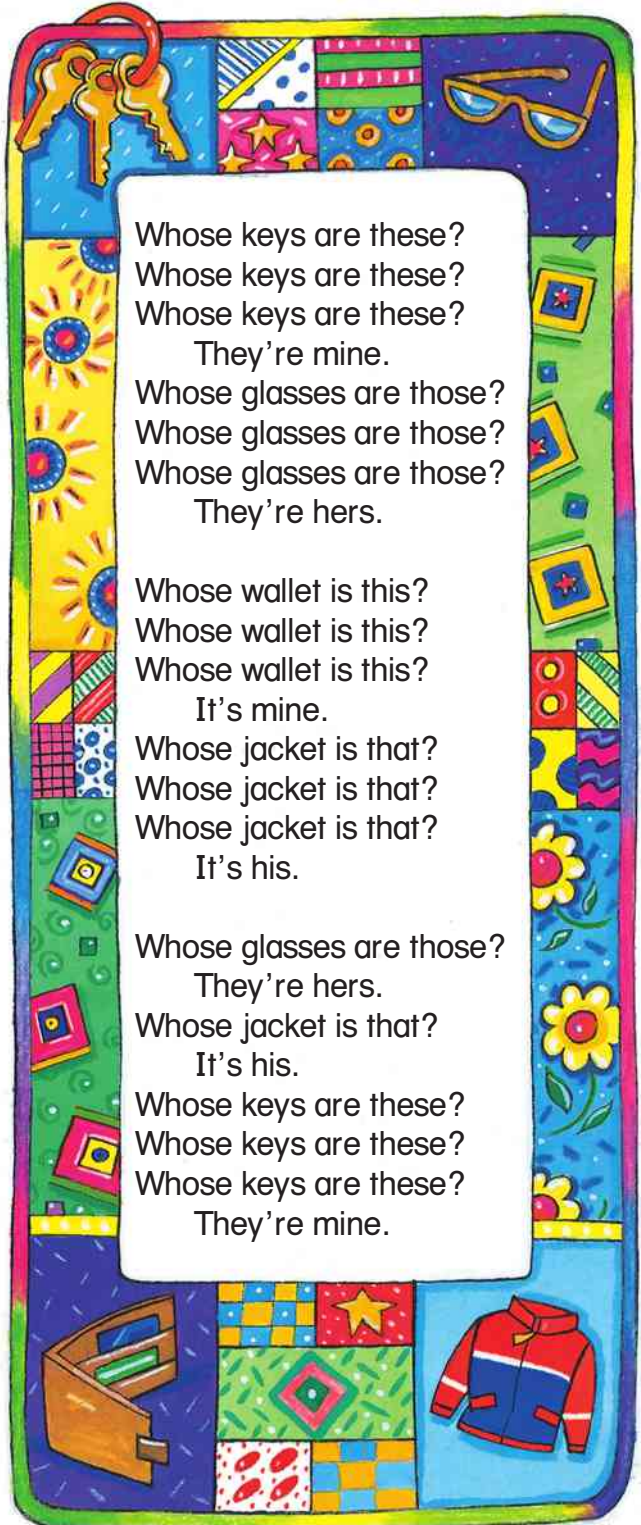 Whose keys are these?
Whose keys are these?
Whose keys are these?
They’re mine.
Whose glasses are those?
Whose glasses are those?
Whose glasses are those?
They’re hers.
Whose wallet is this?
Whose wallet is this?
Whose wallet is this?
It’s mine.
Whose jacket is that?
Whose jacket is that?
Whose jacket is that?
It’s his.
Whose glasses are those?
They’re hers.
Whose jacket is that?
It’s his.
Whose keys are these?
Whose keys are these?
Whose keys are these?
They’re mine.